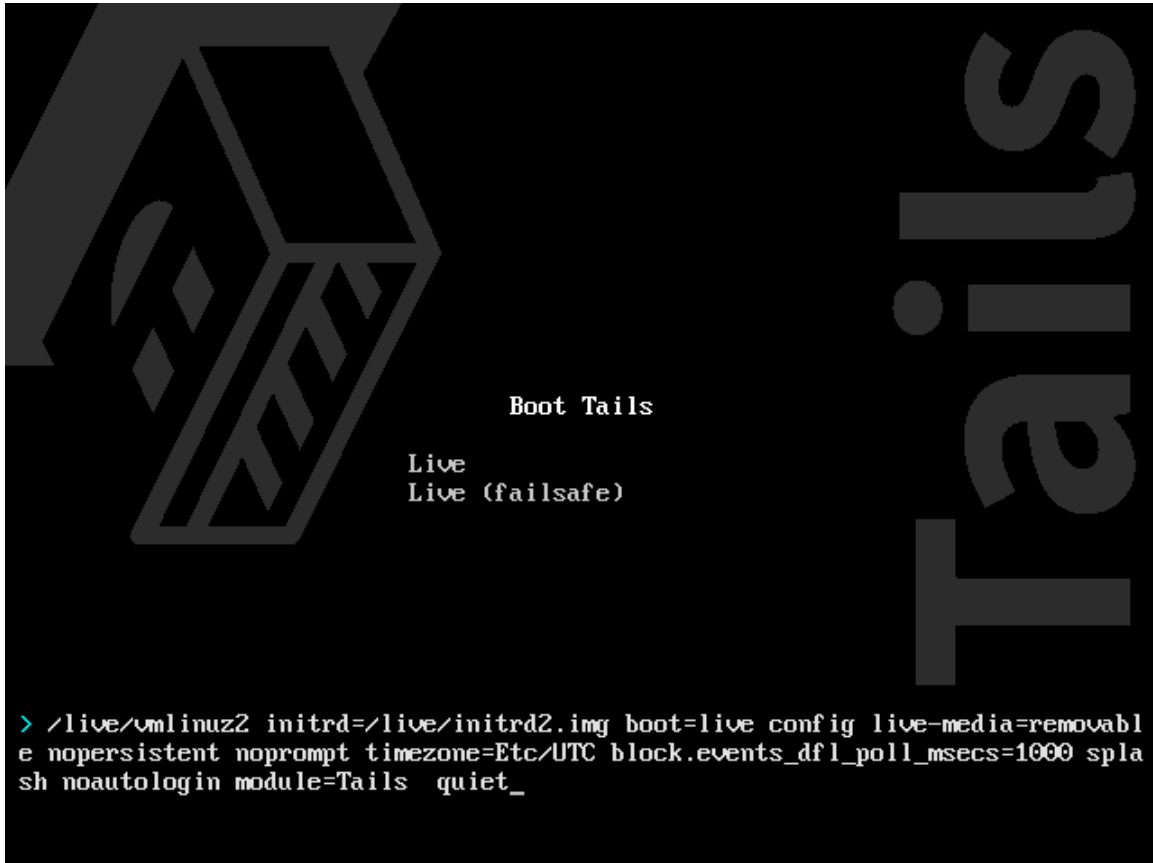 Tails
Boot Tails
Live
Live (failsafe)
> /live/vmlinuz2 initrd=/live/initrd2.img boot=live config live-media=removabl
e nopersistent noprompt timezone=Etc/UTC block.events_dfl_poll_msecs=1000 spla
sh noautologin module=Tails  quiet_